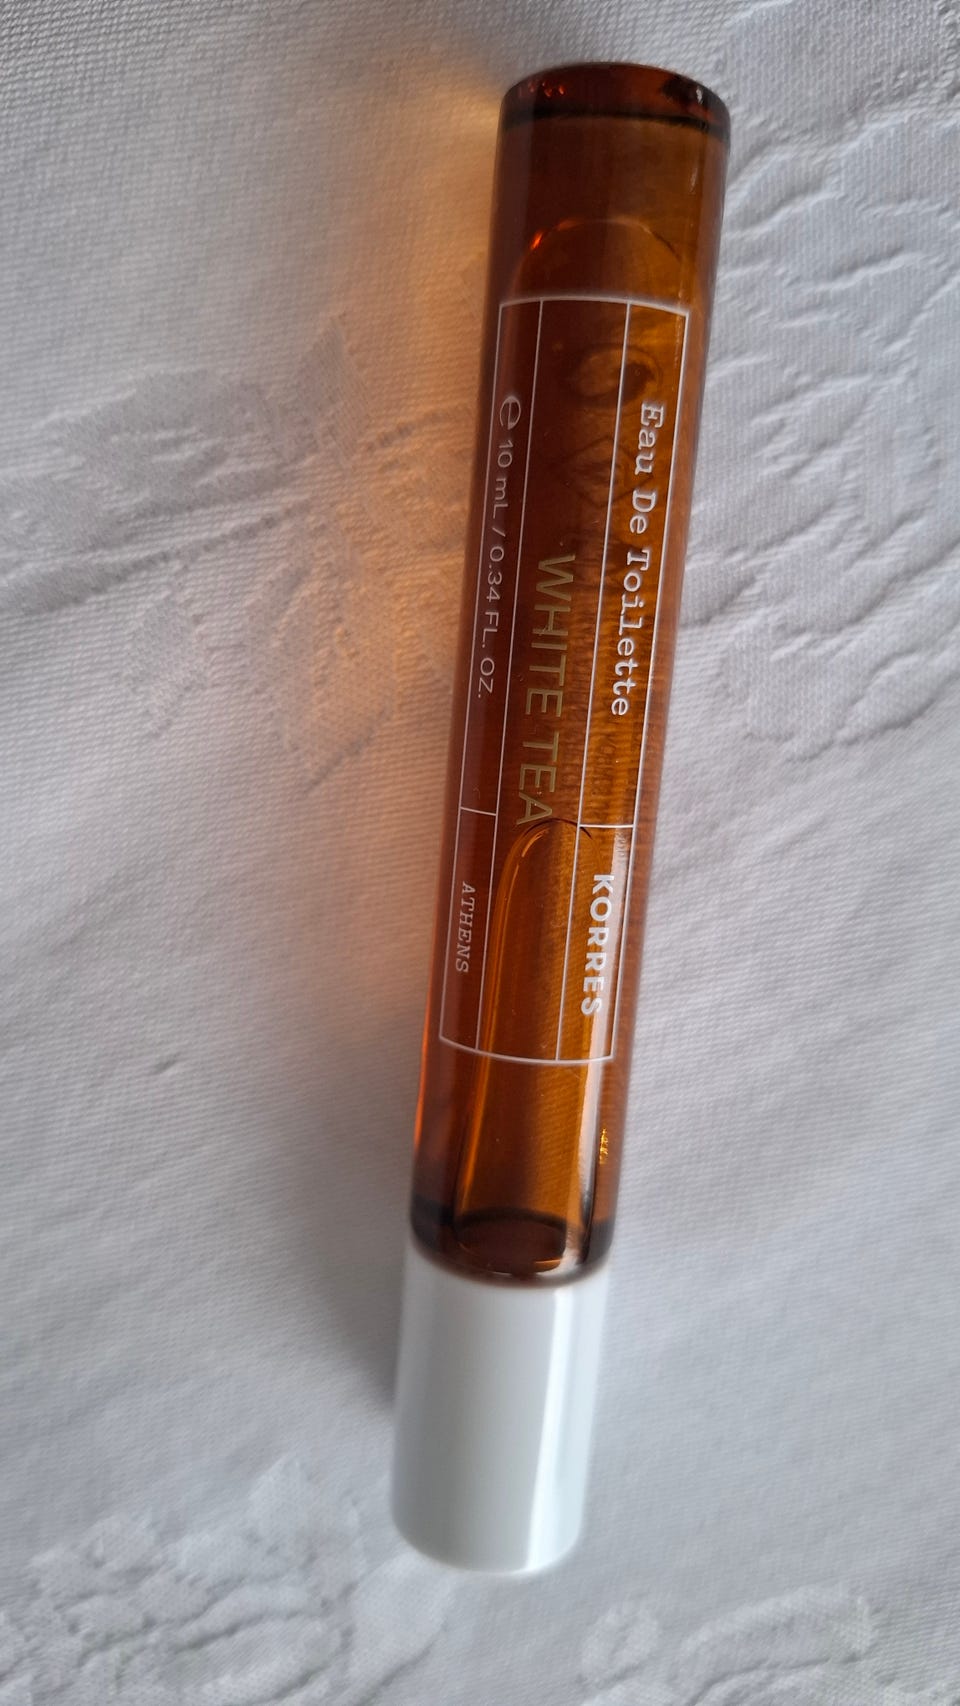 Eau De Toilette
KORRES
WHITE TEA
e 10 mL / 0.34 FL. OZ.
ATHENS